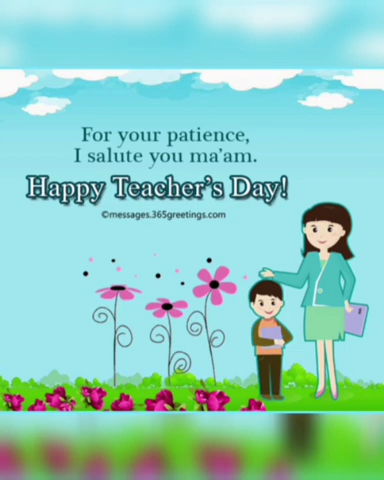 For your patience,
I salute you ma'am.
Happy Teacher's Day!
©messages.365greetings.com